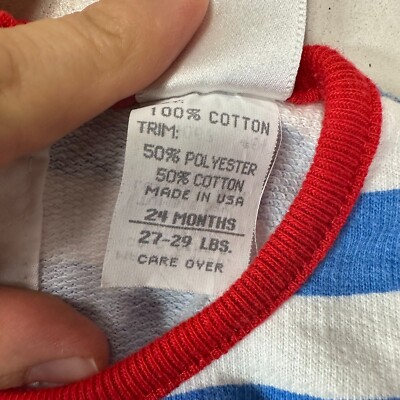 100% COTTON
TRIM:
50% POLYESTER
50% COTTON
MADE IN USA
24 MONTHS
27-29 LBS.
CARE OVER